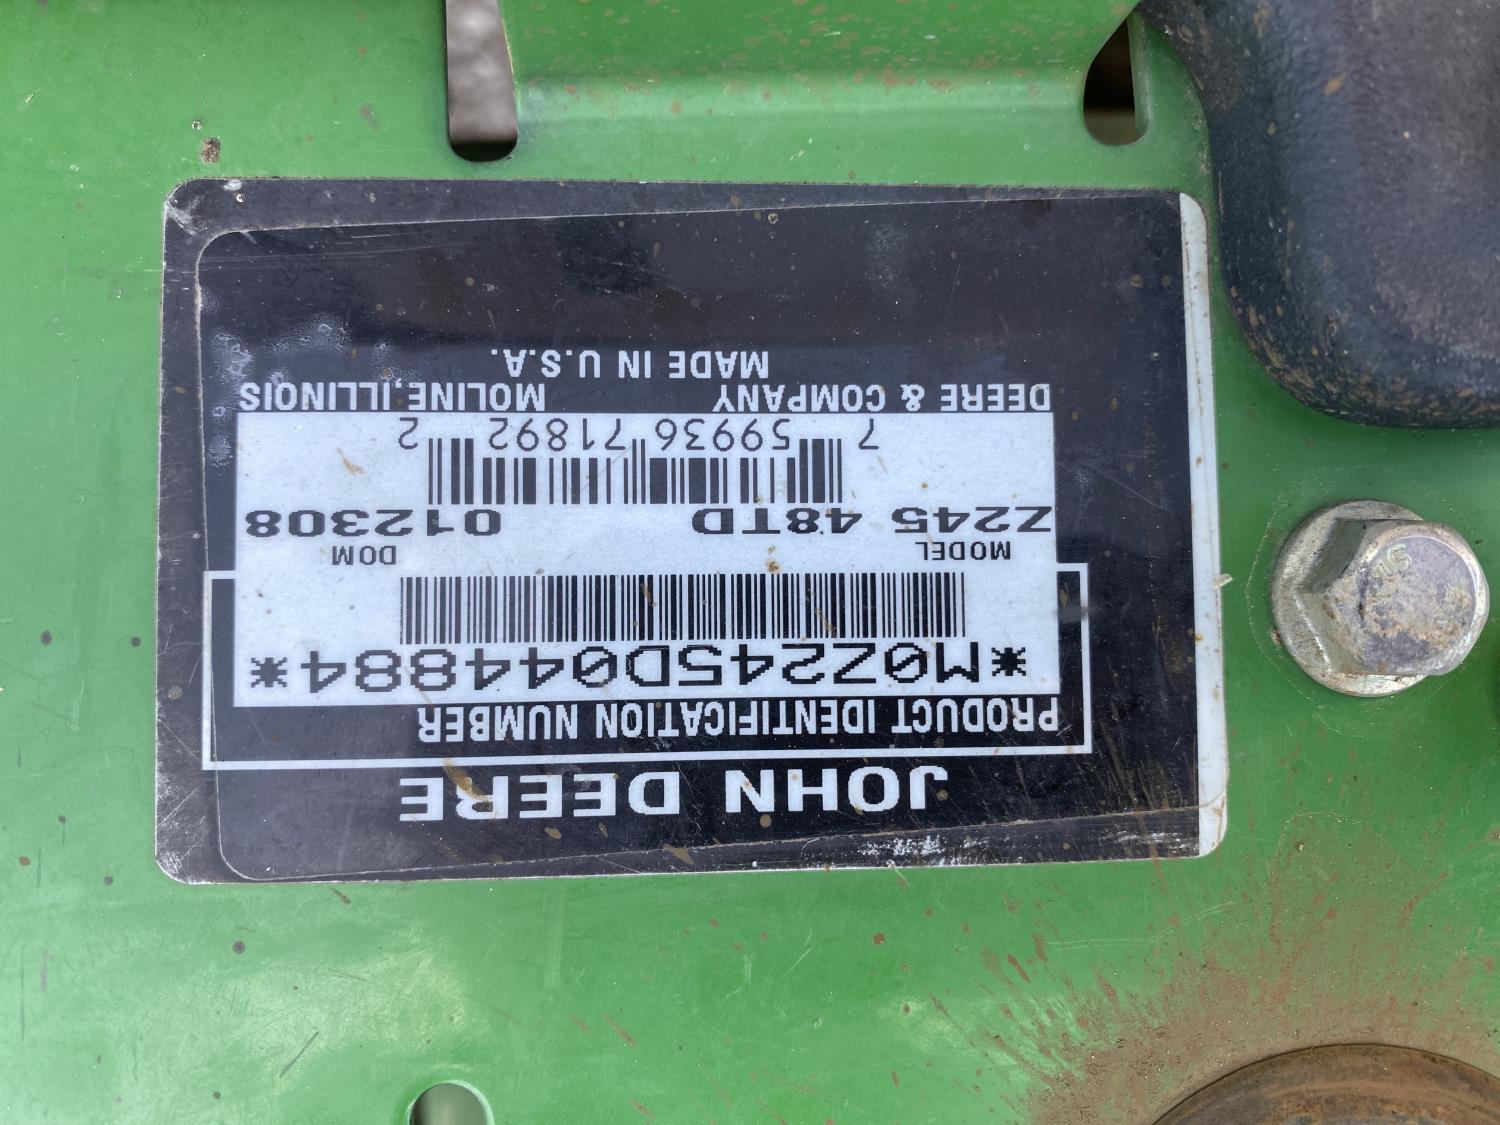 JOHN DEERE
PRODUCT IDENTIFICATION NUMBER
*M0Z245D044884*
MODEL DOM
Z245 48TD 012308
7 59936 71892 2
DEERE & COMPANY MOLINE, ILLINOIS
MADE IN U.S.A.